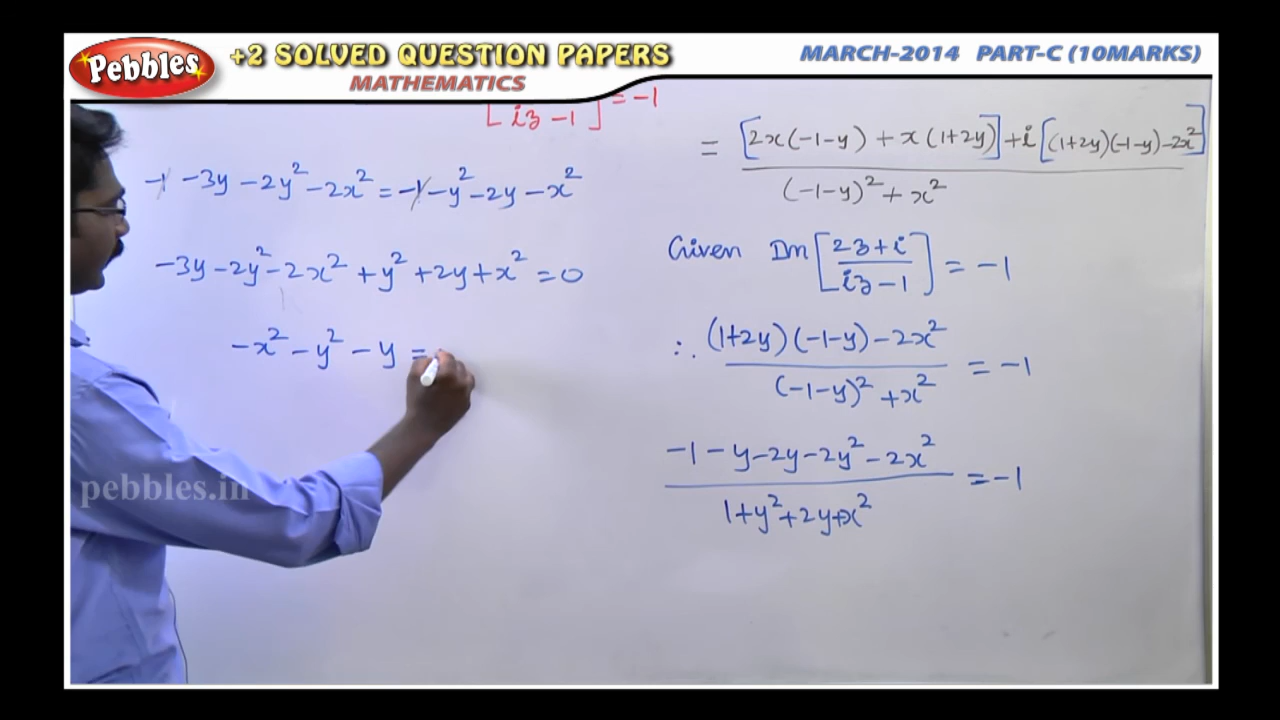 Pebbles
+2 SOLVED QUESTION PAPERS
MATHEMATICS
MARCH-2014 PART-C (10MARKS)
[iz-1] = -1
-1 -3y -2y² -2x² = -1 -y² -2y -x²
-3y -2y² -2x² + y² + 2y + x² = 0
-x² - y² - y =
= [2x(-1-y) + x(1+2y)] + i[(1+2y)(-1-y)-2x²]
(-1-y)² + x²
Given Im [2z+i
iz-1] = -1
∴ (1+2y)(-1-y)-2x²
(-1-y)² + x² = -1
-1 -y-2y-2y²-2x²
1+y²+2y+x² = -1
pebbles.in